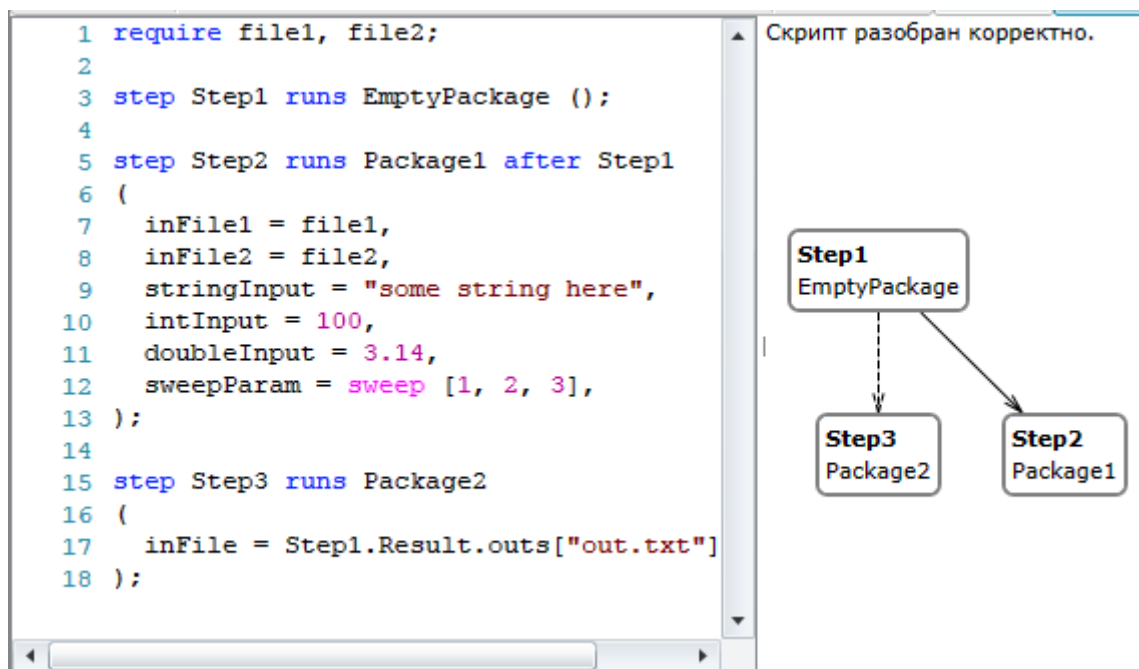 1 require file1, file2;
2
3 step Step1 runs EmptyPackage ();
4
5 step Step2 runs Package1 after Step1
6 (
7   inFile1 = file1,
8   inFile2 = file2,
9   stringInput = "some string here",
10   intInput = 100,
11   doubleInput = 3.14,
12   sweepParam = sweep [1, 2, 3],
13 );
14
15 step Step3 runs Package2
16 (
17   inFile = Step1.Result.outs["out.txt"]
18 );
Скрипт разобран корректно.
Step1
EmptyPackage
Step3
Package2
Step2
Package1